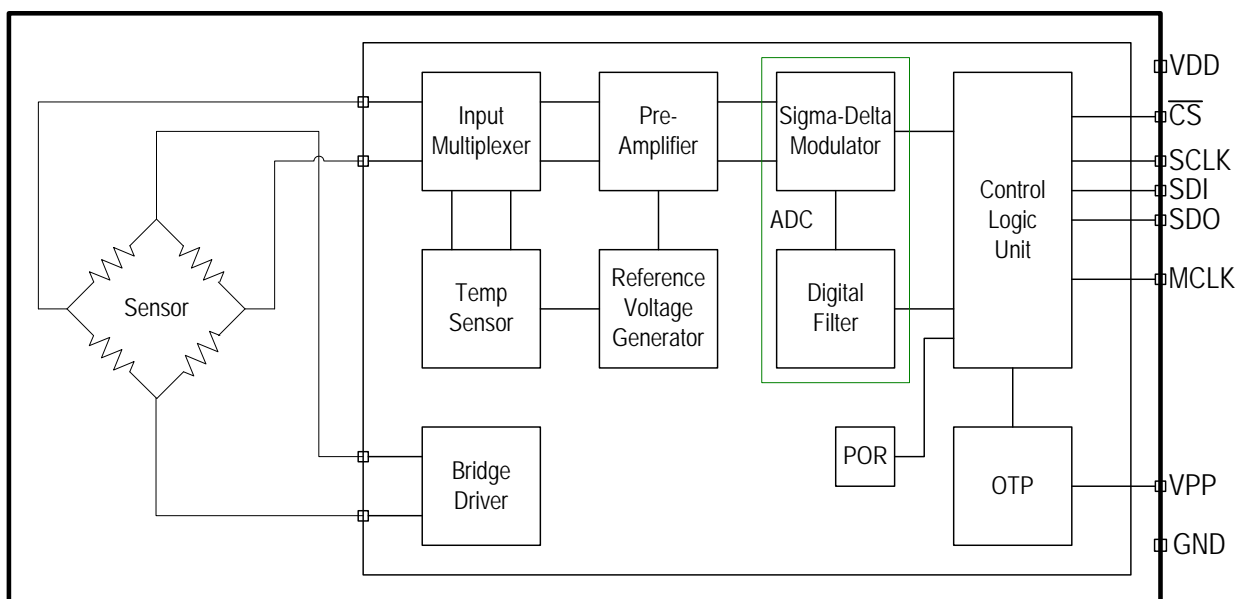 Input
Multiplexer
Pre-
Amplifier
Sigma-Delta
Modulator
Control
Logic
Unit
ADC
Temp
Sensor
Reference
Voltage
Generator
Digital
Filter
Sensor
Bridge
Driver
POR
OTP
VDD
C̅S̅
SCLK
SDI
SDO
MCLK
VPP
GND